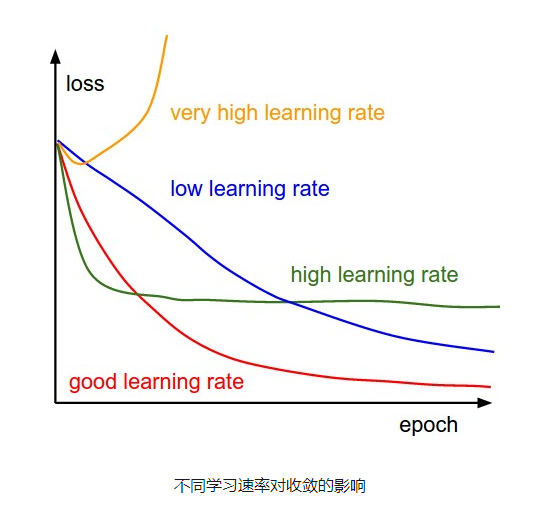 loss
very high learning rate
low learning rate
high learning rate
good learning rate
epoch
不同学习速率对收敛的影响